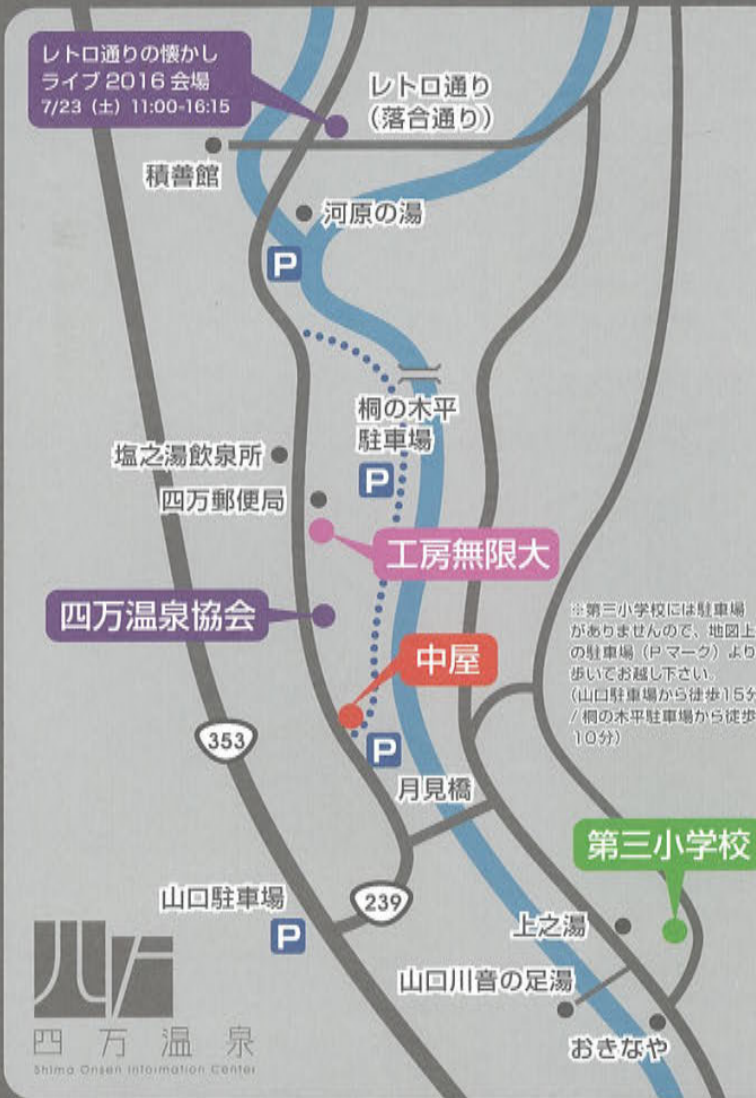 レトロ通りの懐かし
ライブ 2016 会場
7/23（土）11:00-16:15
レトロ通り
（落合通り）
積善館
河原の湯
P
桐の木平
駐車場
P
塩之湯飲泉所
四万郵便局
工房無限大
四万温泉協会
※第三小学校には駐車場
がありませんので、地図上
の駐車場（P マーク）より
歩いてお越し下さい。
(山口駐車場から徒歩15分
/ 桐の木平駐車場から徒歩
10分)
中屋
353
P
月見橋
第三小学校
山口駐車場
P
239
上之湯
山口川音の足湯
おきなや
四万
四万温泉
Shima Onsen Information Center